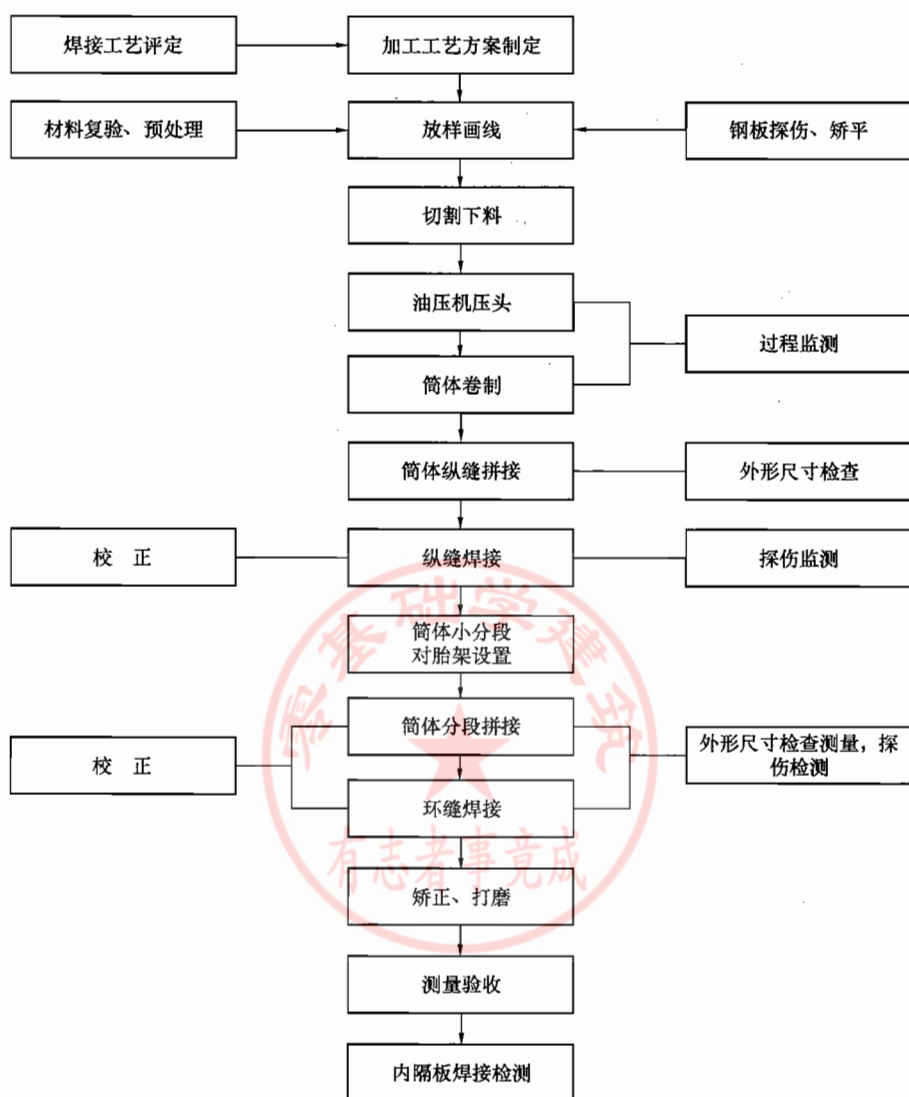 焊接工艺评定
加工工艺方案制定
材料复验、预处理
放样画线
钢板探伤、矫平
切割下料
油压机压头
过程监测
筒体卷制
筒体纵缝拼接
外形尺寸检查
校 正
纵缝焊接
探伤监测
筒体小分段
对胎架设置
筒体分段拼接
外形尺寸检查测量，探
伤检测
校 正
环缝焊接
矫正、打磨
测量验收
内隔板焊接检测
零基础学建筑
有志者事竟成